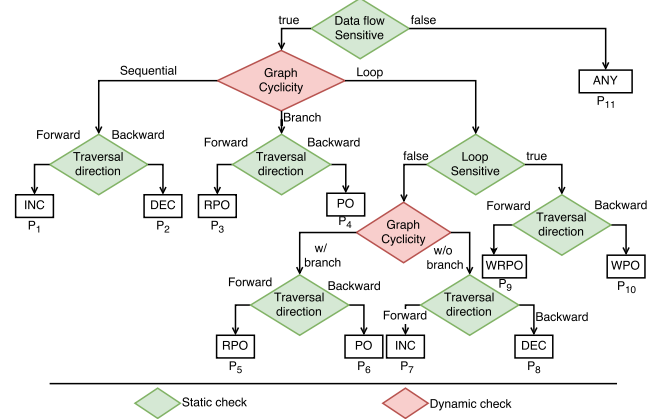 true
Data flow
Sensitive
false
Sequential
Graph
Cyclicity
Loop
ANY
P11
Branch
Forward
Backward
Traversal
direction
Forward
Backward
Traversal
direction
false
Loop
Sensitive
true
INC
P1
DEC
P2
RPO
P3
PO
P4
Graph
Cyclicity
Forward
Backward
Traversal
direction
w/
branch
w/o
branch
WRPO
P9
WPO
P10
Forward
Backward
Traversal
direction
Traversal
direction
Forward
Backward
RPO
P5
PO
P6
INC
P7
DEC
P8
Static check
Dynamic check